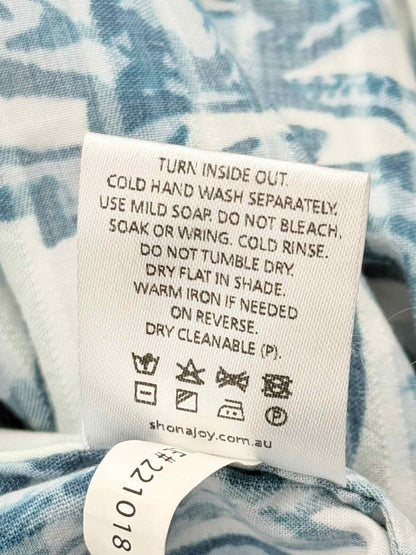 TURN INSIDE OUT.
COLD HAND WASH SEPARATELY.
USE MILD SOAP. DO NOT BLEACH,
SOAK OR WRING. COLD RINSE.
DO NOT TUMBLE DRY.
DRY FLAT IN SHADE.
WARM IRON IF NEEDED
ON REVERSE.
DRY CLEANABLE (P).
P
shonajoy.com.au
#221018